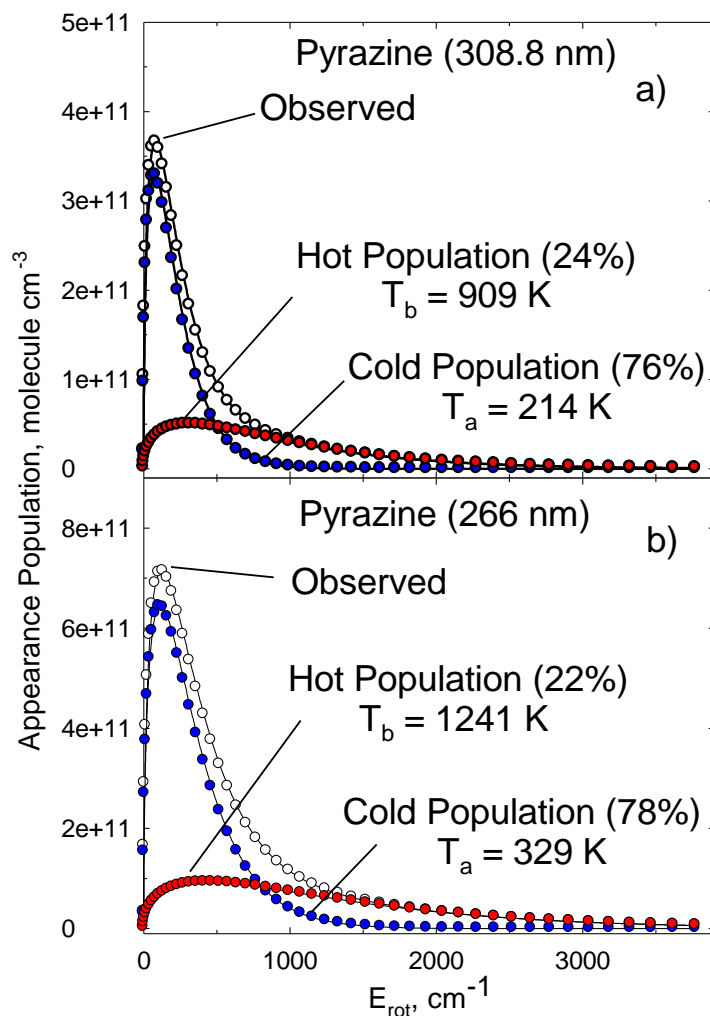 5e+11
Pyrazine (308.8 nm)
a)
Observed
4e+11
3e+11
Hot Population (24%)
T_b = 909 K
2e+11
Cold Population (76%)
T_a = 214 K
1e+11
0
Appearance Population, molecule cm⁻³
Pyrazine (266 nm)
b)
8e+11
Observed
6e+11
Hot Population (22%)
T_b = 1241 K
4e+11
Cold Population (78%)
T_a = 329 K
2e+11
0
0 1000 2000 3000
E_rot, cm⁻¹